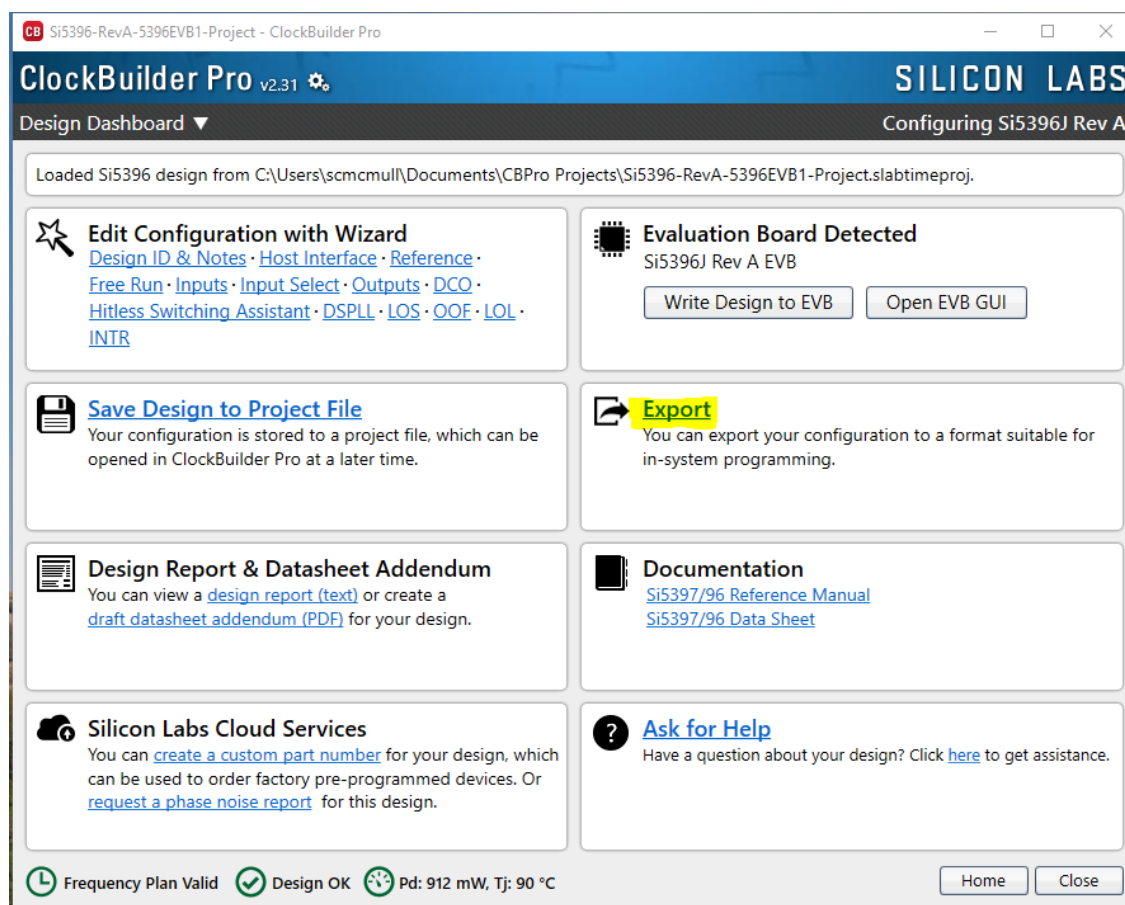 CB Si5396-RevA-5396EVB1-Project - ClockBuilder Pro
ClockBuilder Pro v2.31
SILICON LABS
Design Dashboard ▼
Configuring Si5396J Rev A
Loaded Si5396 design from C:\Users\scmcmull\Documents\CBPro Projects\Si5396-RevA-5396EVB1-Project.slabtimeproj.
Edit Configuration with Wizard
Design ID & Notes · Host Interface · Reference ·
Free Run · Inputs · Input Select · Outputs · DCO ·
Hitless Switching Assistant · DSPLL · LOS · OOF · LOL ·
INTR
Evaluation Board Detected
Si5396J Rev A EVB
Write Design to EVB
Open EVB GUI
Save Design to Project File
Your configuration is stored to a project file, which can be
opened in ClockBuilder Pro at a later time.
Export
You can export your configuration to a format suitable for
in-system programming.
Design Report & Datasheet Addendum
You can view a design report (text) or create a
draft datasheet addendum (PDF) for your design.
Documentation
Si5397/96 Reference Manual
Si5397/96 Data Sheet
Silicon Labs Cloud Services
You can create a custom part number for your design, which
can be used to order factory pre-programmed devices. Or
request a phase noise report for this design.
? Ask for Help
Have a question about your design? Click here to get assistance.
Frequency Plan Valid
Design OK
Pd: 912 mW, Tj: 90 °C
Home
Close